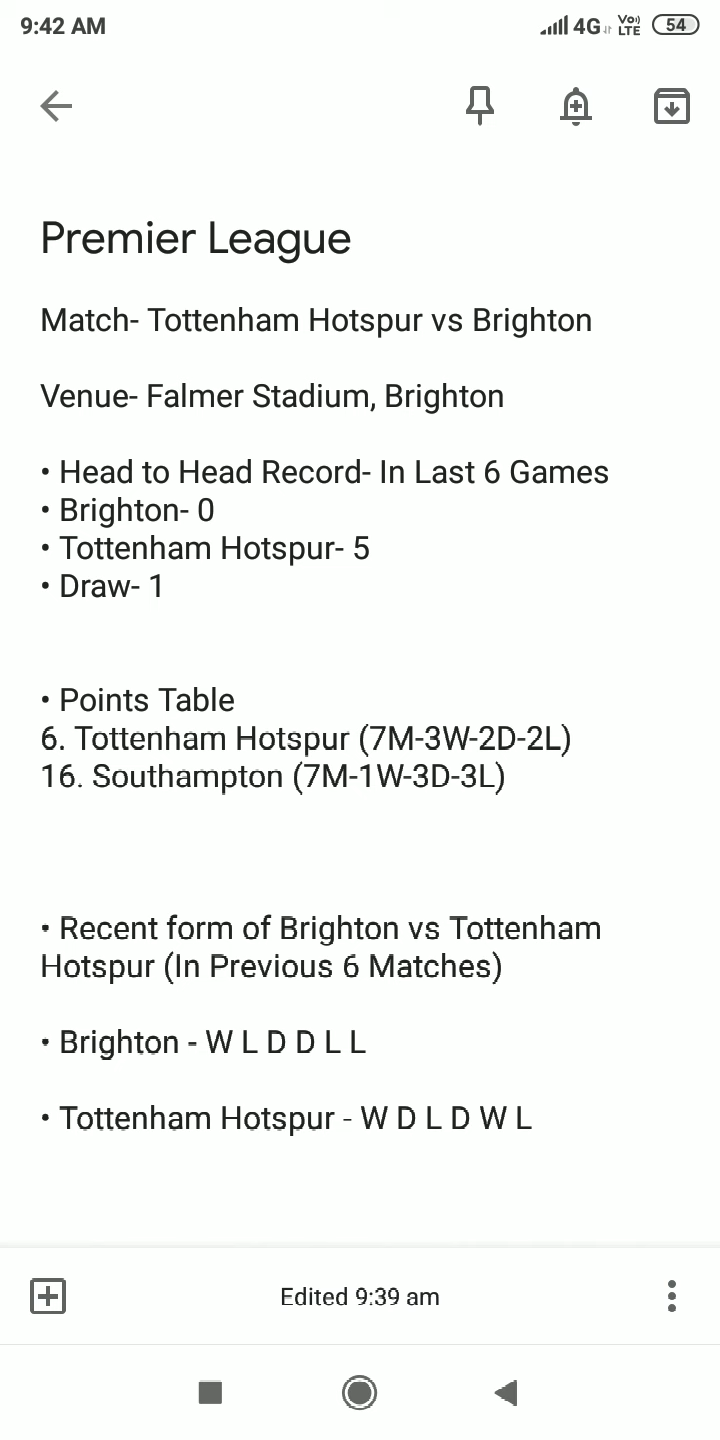 9:42 AM 4G Vo) LTE 54
Premier League
Match- Tottenham Hotspur vs Brighton
Venue- Falmer Stadium, Brighton
• Head to Head Record- In Last 6 Games
• Brighton- 0
• Tottenham Hotspur- 5
• Draw- 1
• Points Table
6. Tottenham Hotspur (7M-3W-2D-2L)
16. Southampton (7M-1W-3D-3L)
• Recent form of Brighton vs Tottenham
Hotspur (In Previous 6 Matches)
• Brighton - W L D D L L
• Tottenham Hotspur - W D L D W L
Edited 9:39 am